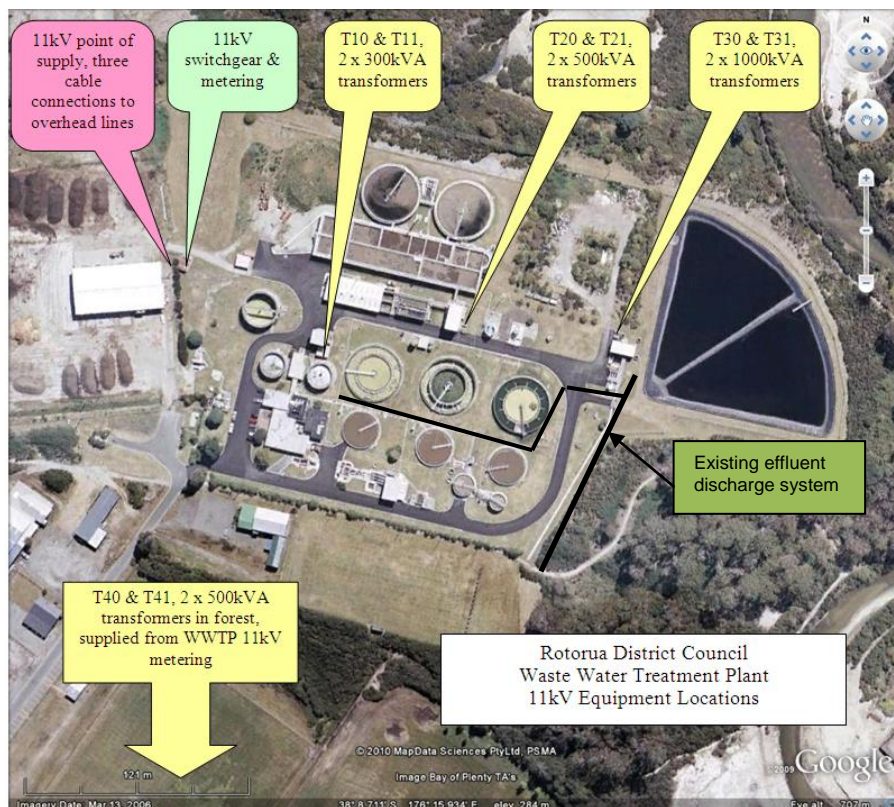 11kV point of
supply, three
cable
connections to
overhead lines
11kV
switchgear &
metering
T10 & T11,
2 x 300kVA
transformers
T20 & T21,
2 x 500kVA
transformers
T30 & T31,
2 x 1000kVA
transformers
N
Existing effluent
discharge system
T40 & T41, 2 x 500kVA
transformers in forest,
supplied from WWTP 11kV
metering
Rotorua District Council
Waste Water Treatment Plant
11kV Equipment Locations
© 2010 MapData Sciences PtyLtd, PSMA
Image Bay of Plenty TA's
©2009 Google
121 m
Imagery Date: Mar 13, 2006
38° 8.711' S 176° 15.934' E elev 284 m
Eye alt 707 m